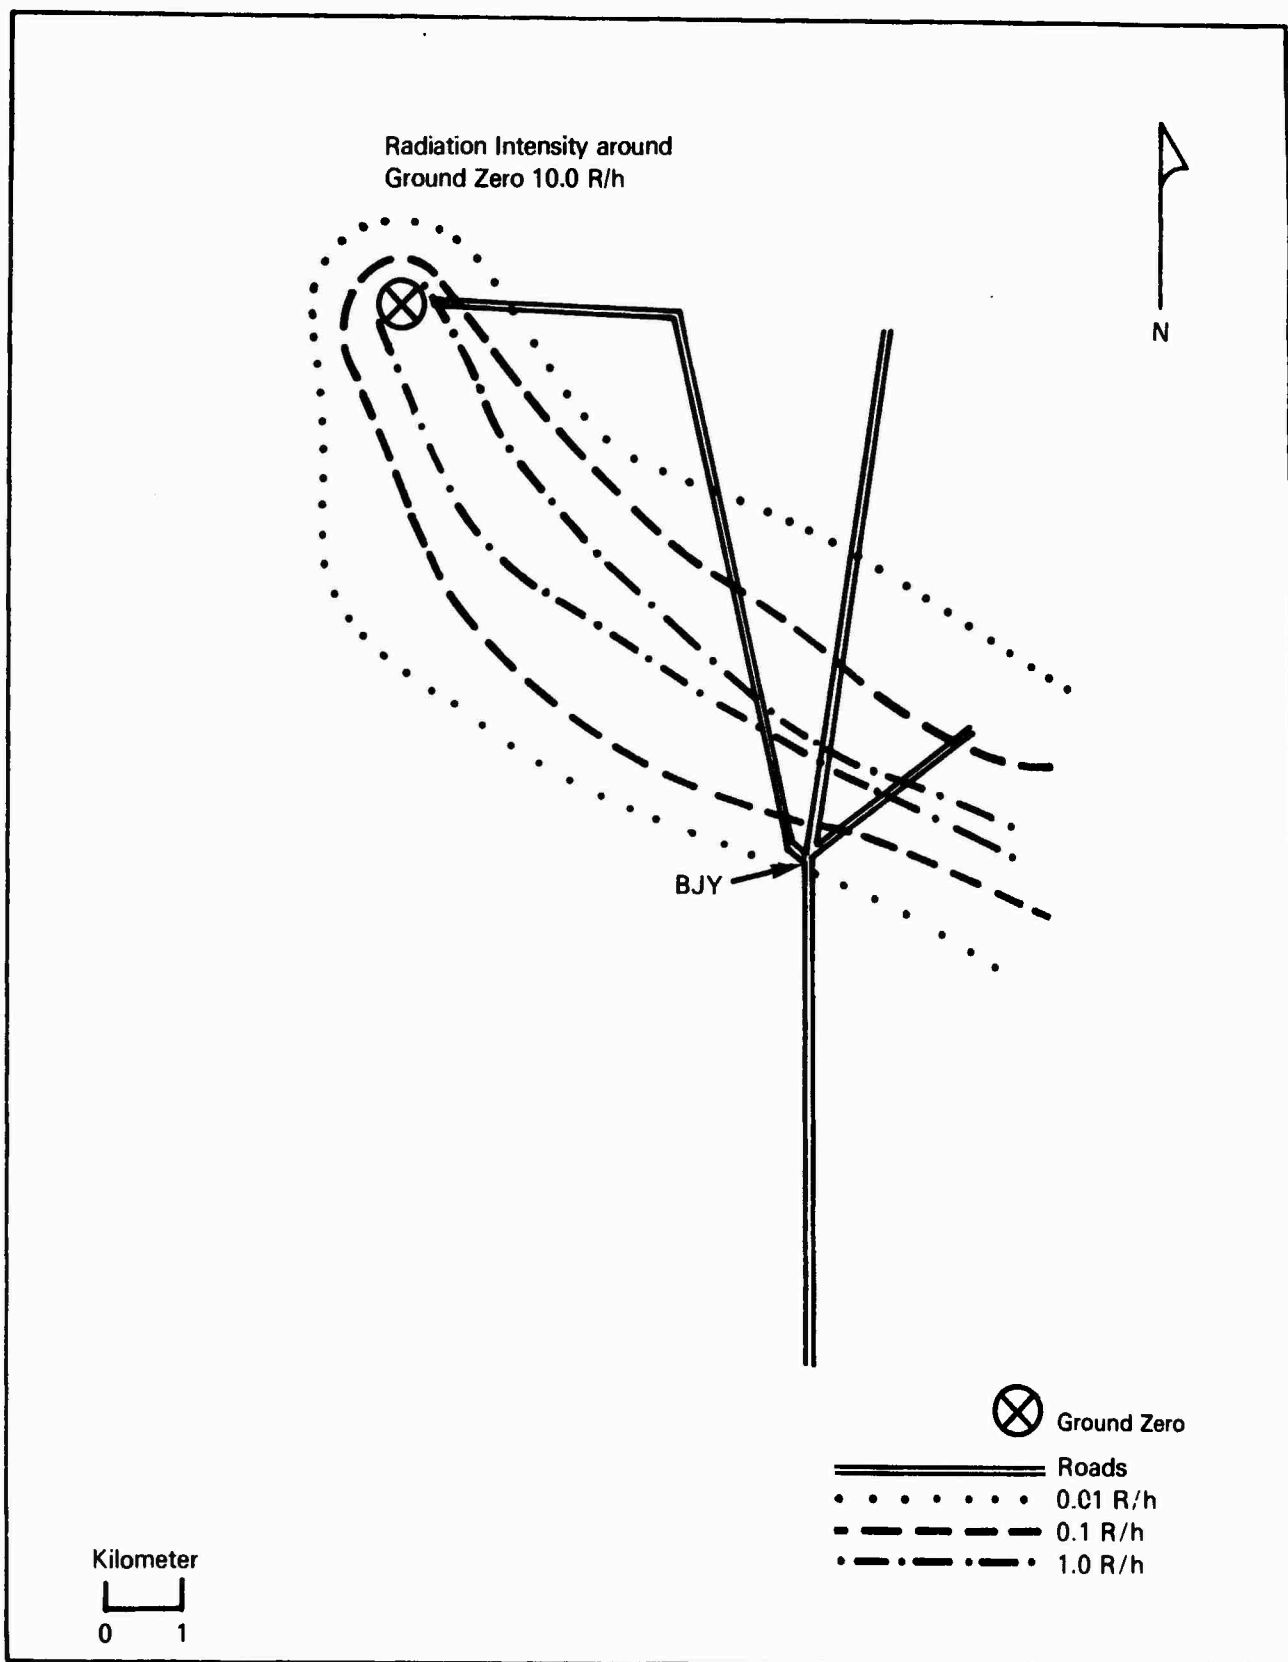 Radiation Intensity around
Ground Zero 10.0 R/h
N
BJY
Ground Zero
Roads
0.01 R/h
0.1 R/h
1.0 R/h
Kilometer
0 1